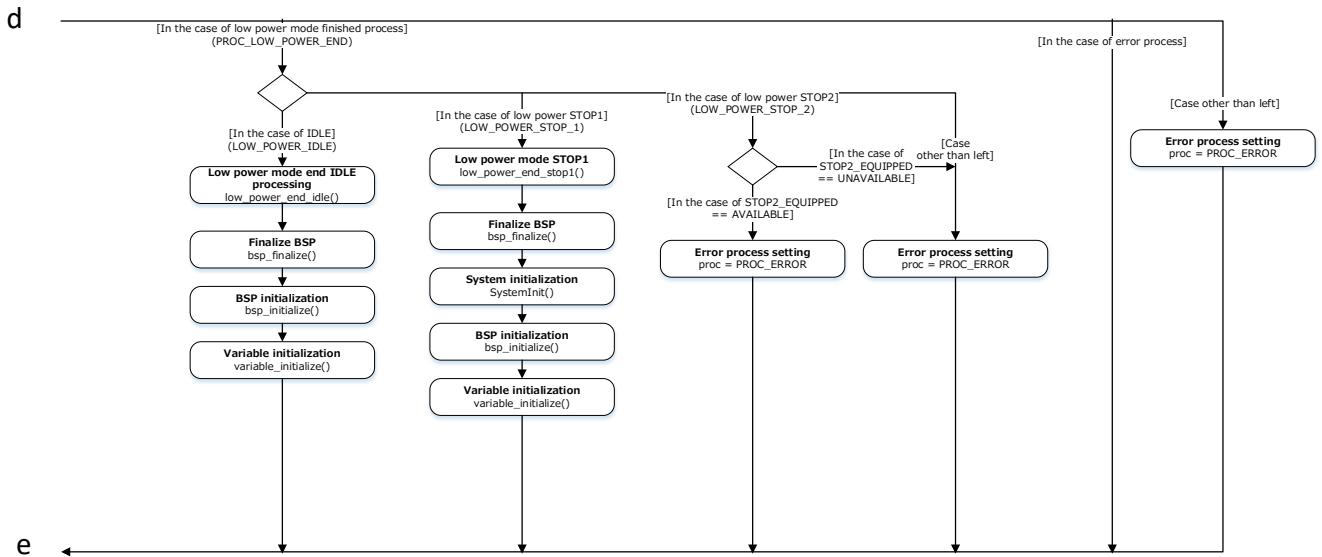 d
[In the case of low power mode finished process]
(PROC_LOW_POWER_END)
[In the case of error process]
[Case other than left]
Error process setting
proc = PROC_ERROR
[In the case of IDLE]
(LOW_POWER_IDLE)
Low power mode end IDLE
processing
low_power_end_idle()
Finalize BSP
bsp_finalize()
BSP initialization
bsp_initialize()
Variable initialization
variable_initialize()
[In the case of low power STOP1]
(LOW_POWER_STOP_1)
Low power mode STOP1
low_power_end_stop1()
Finalize BSP
bsp_finalize()
System initialization
SystemInit()
BSP initialization
bsp_initialize()
Variable initialization
variable_initialize()
[In the case of low power STOP2]
(LOW_POWER_STOP_2)
[In the case of
STOP2_EQUIPPED
== UNAVAILABLE]
[In the case of STOP2_EQUIPPED
== AVAILABLE]
Error process setting
proc = PROC_ERROR
[Case
other than left]
Error process setting
proc = PROC_ERROR
e